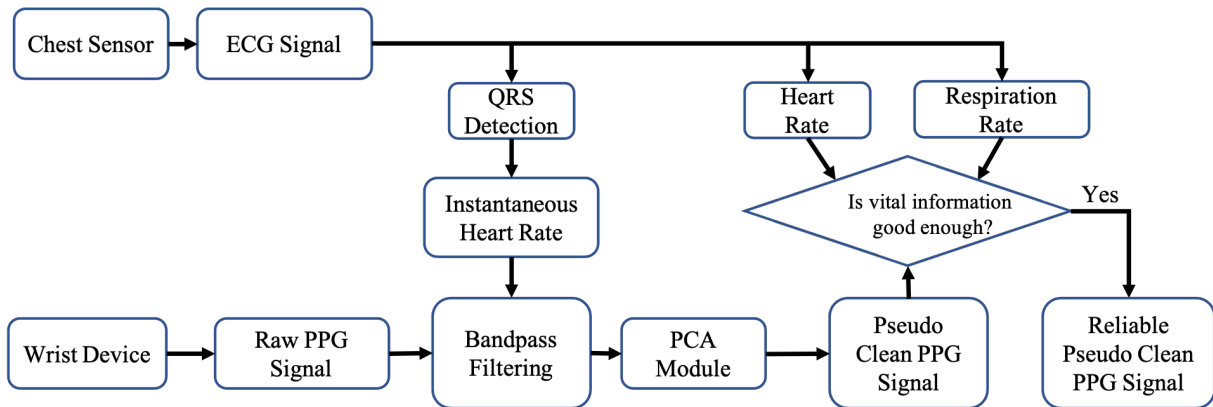 Chest Sensor
ECG Signal
QRS
Detection
Heart
Rate
Respiration
Rate
Instantaneous
Heart Rate
Is vital information
good enough?
Yes
Wrist Device
Raw PPG
Signal
Bandpass
Filtering
PCA
Module
Pseudo
Clean PPG
Signal
Reliable
Pseudo Clean
PPG Signal